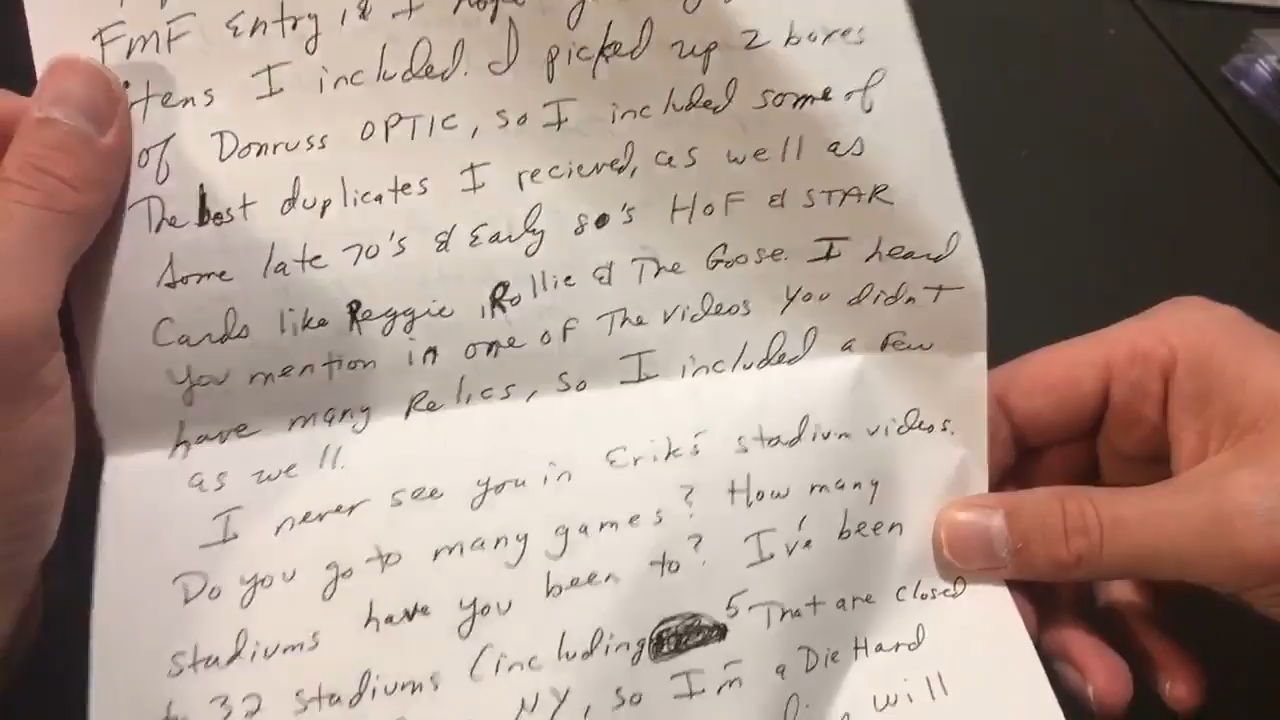 FMF Entry
itens I included. I picked up 2 boxes
of Donruss OPTIC, so I included some of
The best duplicates I recieved, as well as
Some late 70's & Early 80's HOF & STAR
Cards like Reggie, Rollie & The Goose. I heard
you mention in one of The videos you didn't
have many Relics, so I included a few
as well.
I never see you in Erik's stadium videos.
Do you go to many games? How many
stadiums have you been to? I've been
to 32 stadiums (including 5 That are closed
NY, so I'm a Die Hard
will